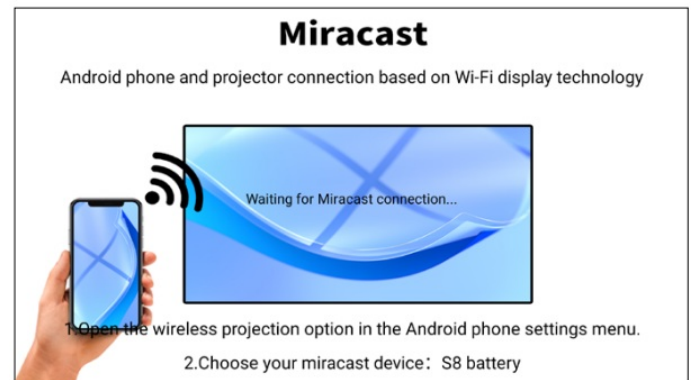 Miracast
Android phone and projector connection based on Wi-Fi display technology
Waiting for Miracast connection...
1.Open the wireless projection option in the Android phone settings menu.
2.Choose your miracast device：S8 battery